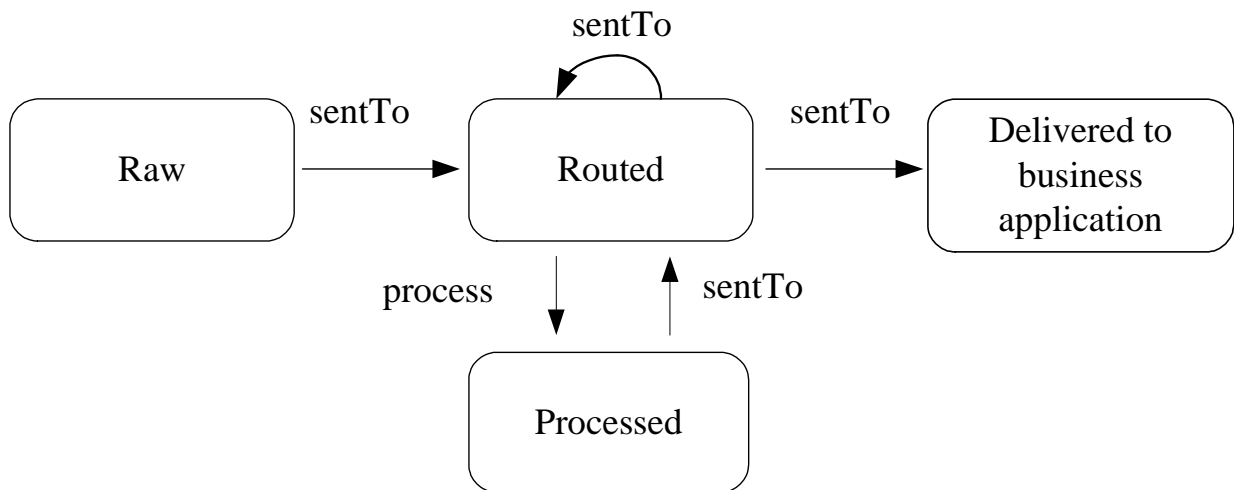 sentTo
sentTo
sentTo
Raw
Routed
Delivered to
business
application
process
sentTo
Processed